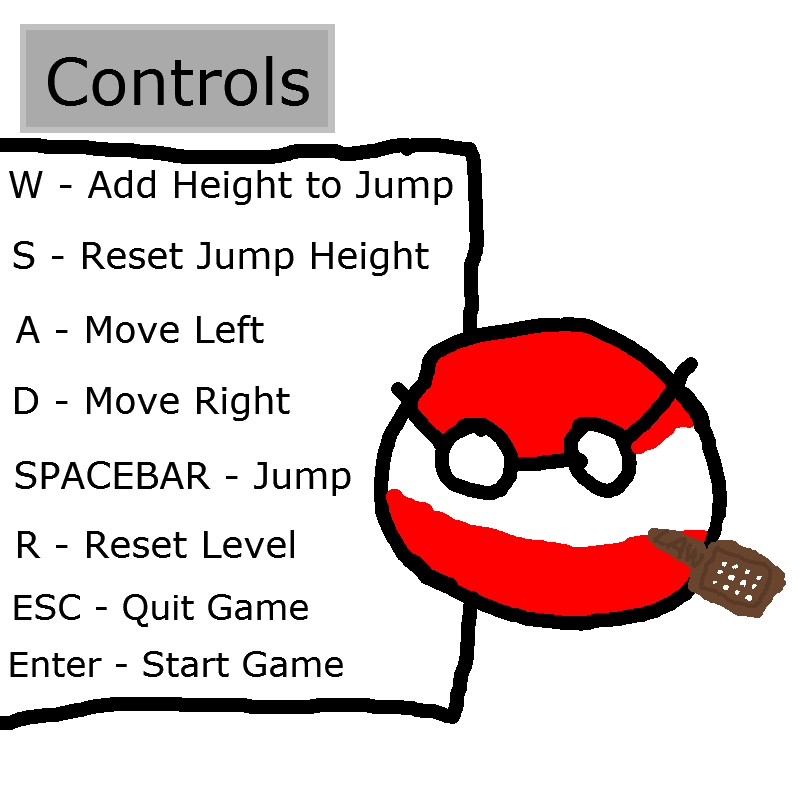 Controls
W - Add Height to Jump
S - Reset Jump Height
A - Move Left
D - Move Right
SPACEBAR - Jump
R - Reset Level
ESC - Quit Game
Enter - Start Game
LAW